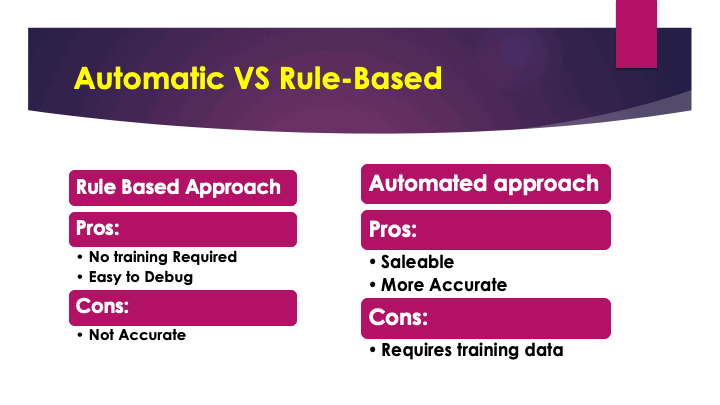 Automatic VS Rule-Based
Rule Based Approach
Pros:
• No training Required
• Easy to Debug
Cons:
• Not Accurate
Automated approach
Pros:
• Saleable
• More Accurate
Cons:
• Requires training data